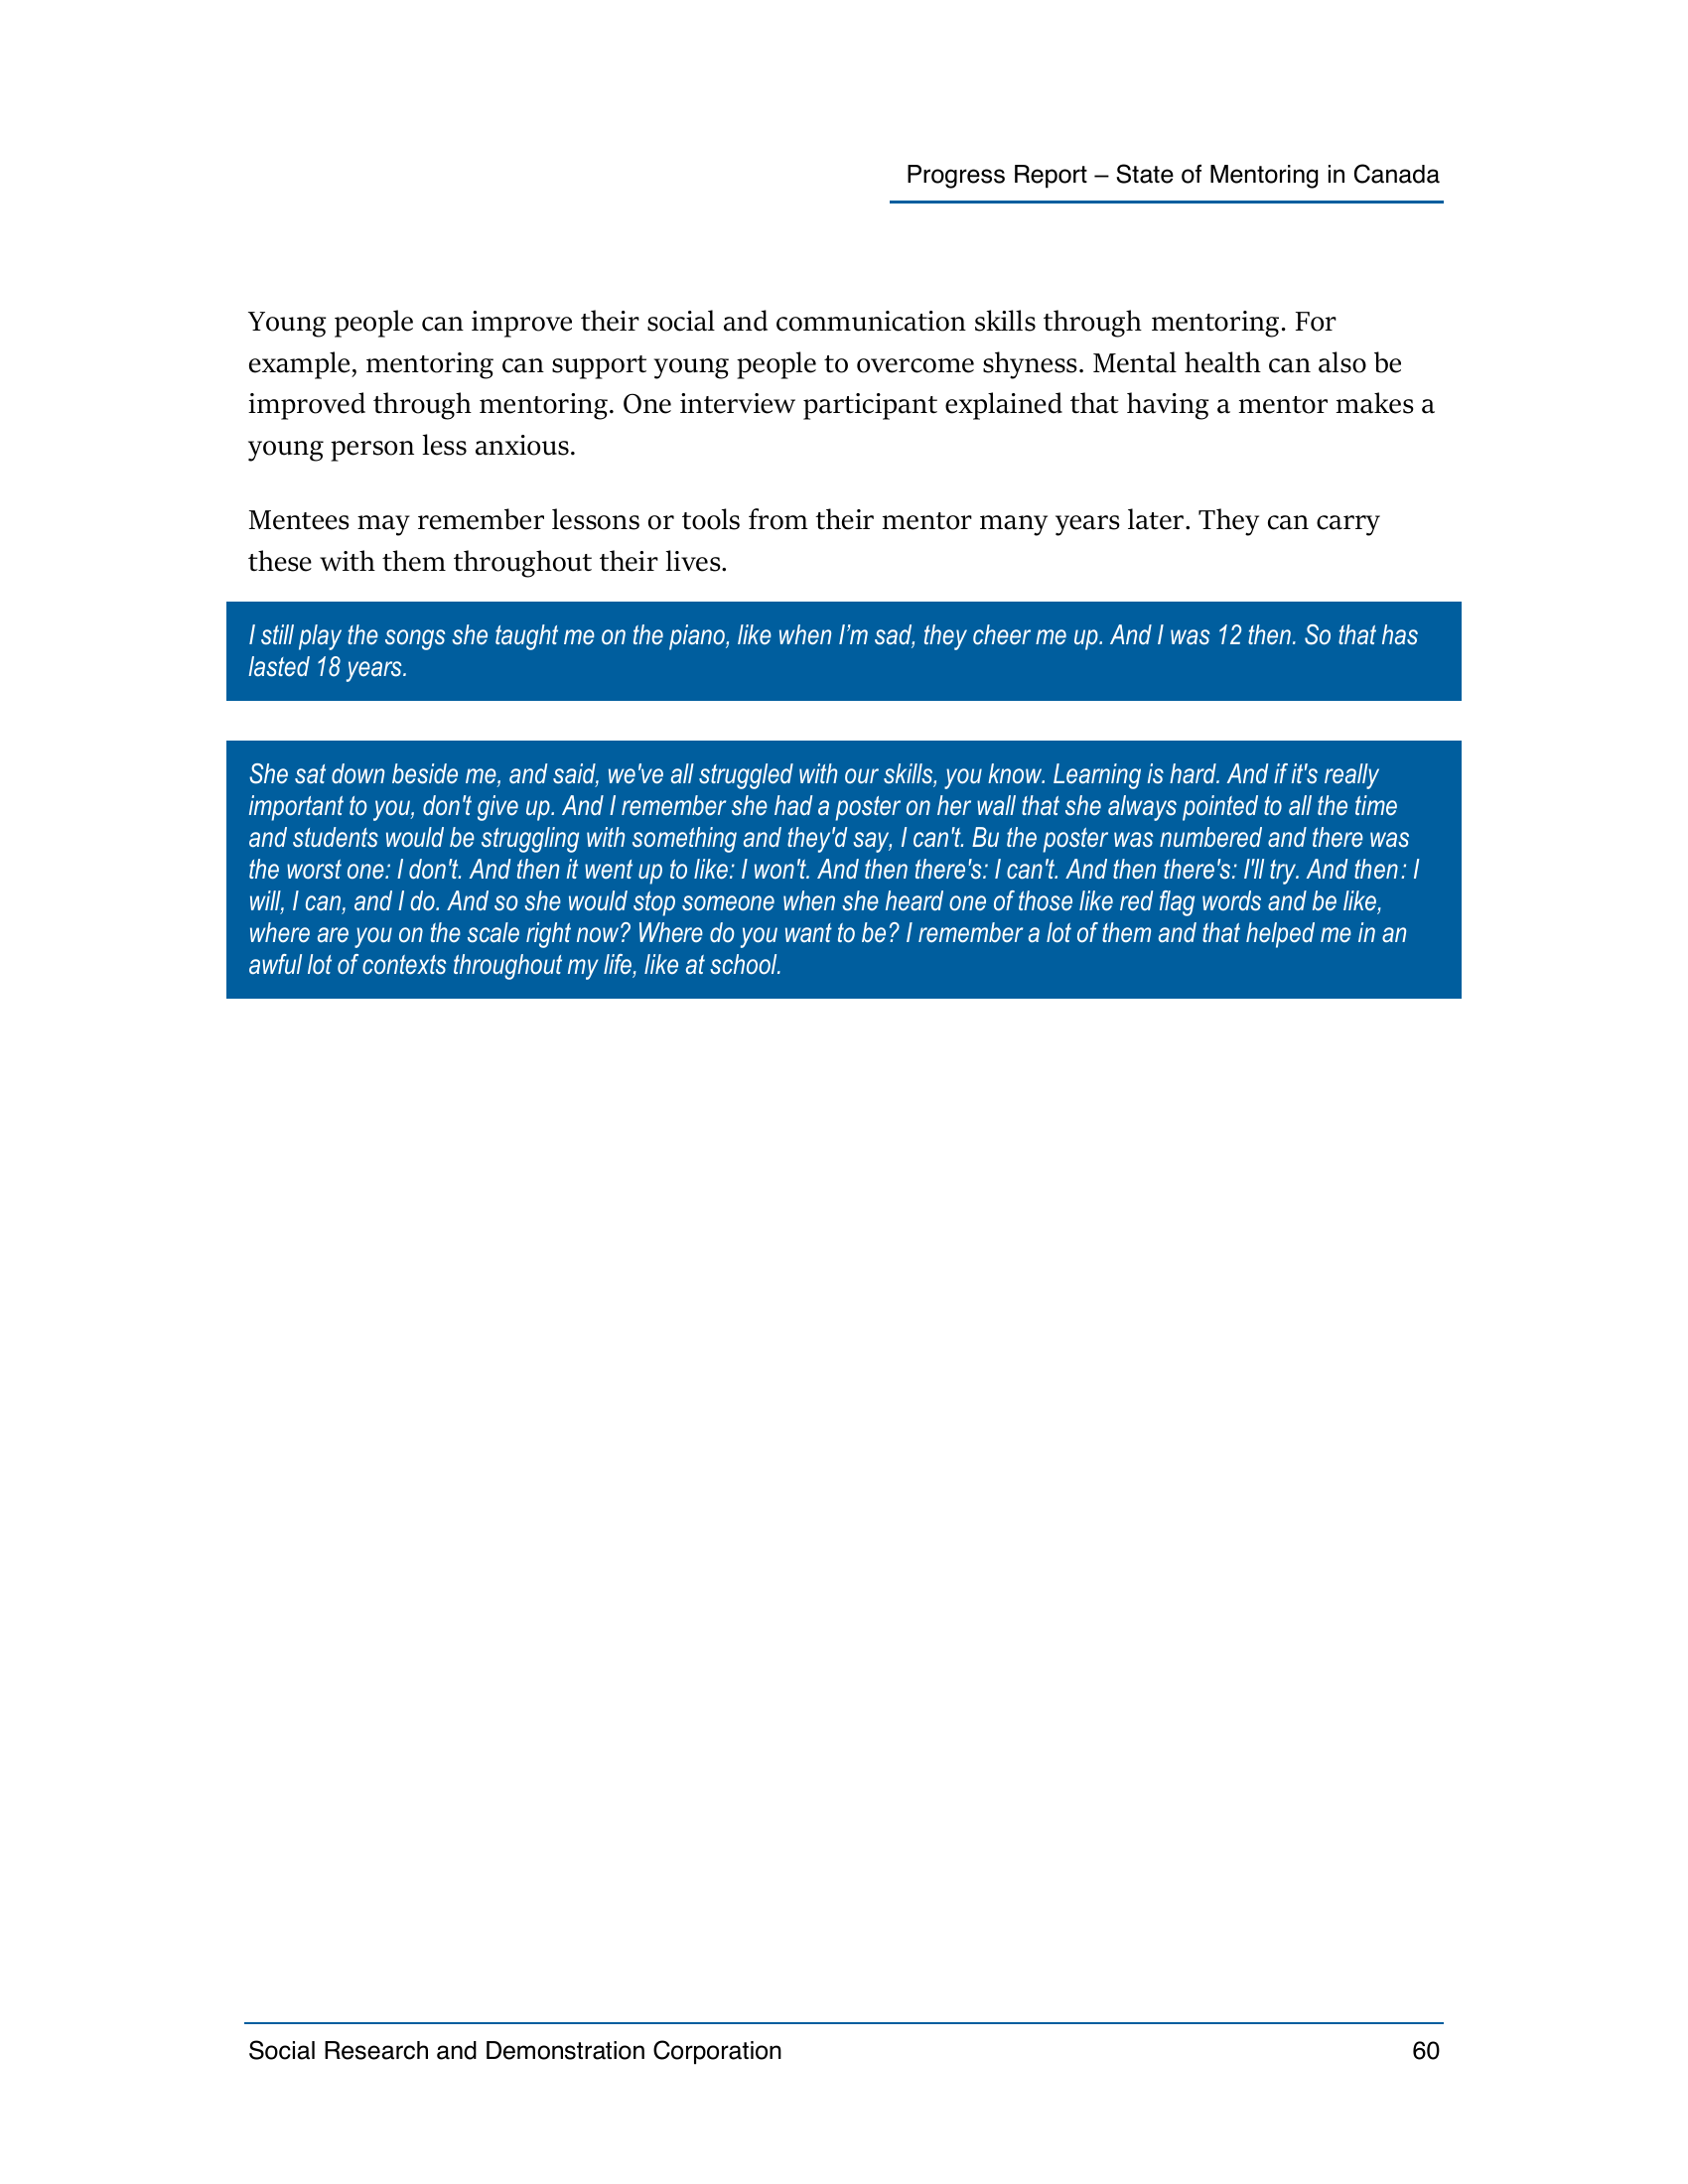 Progress Report – State of Mentoring in Canada
Young people can improve their social and communication skills through mentoring. For
example, mentoring can support young people to overcome shyness. Mental health can also be
improved through mentoring. One interview participant explained that having a mentor makes a
young person less anxious.
Mentees may remember lessons or tools from their mentor many years later. They can carry
these with them throughout their lives.
I still play the songs she taught me on the piano, like when I’m sad, they cheer me up. And I was 12 then. So that has
lasted 18 years.
She sat down beside me, and said, we've all struggled with our skills, you know. Learning is hard. And if it's really
important to you, don't give up. And I remember she had a poster on her wall that she always pointed to all the time
and students would be struggling with something and they'd say, I can't. Bu the poster was numbered and there was
the worst one: I don't. And then it went up to like: I won't. And then there's: I can't. And then there's: I'll try. And then: I
will, I can, and I do. And so she would stop someone when she heard one of those like red flag words and be like,
where are you on the scale right now? Where do you want to be? I remember a lot of them and that helped me in an
awful lot of contexts throughout my life, like at school.
Social Research and Demonstration Corporation 60